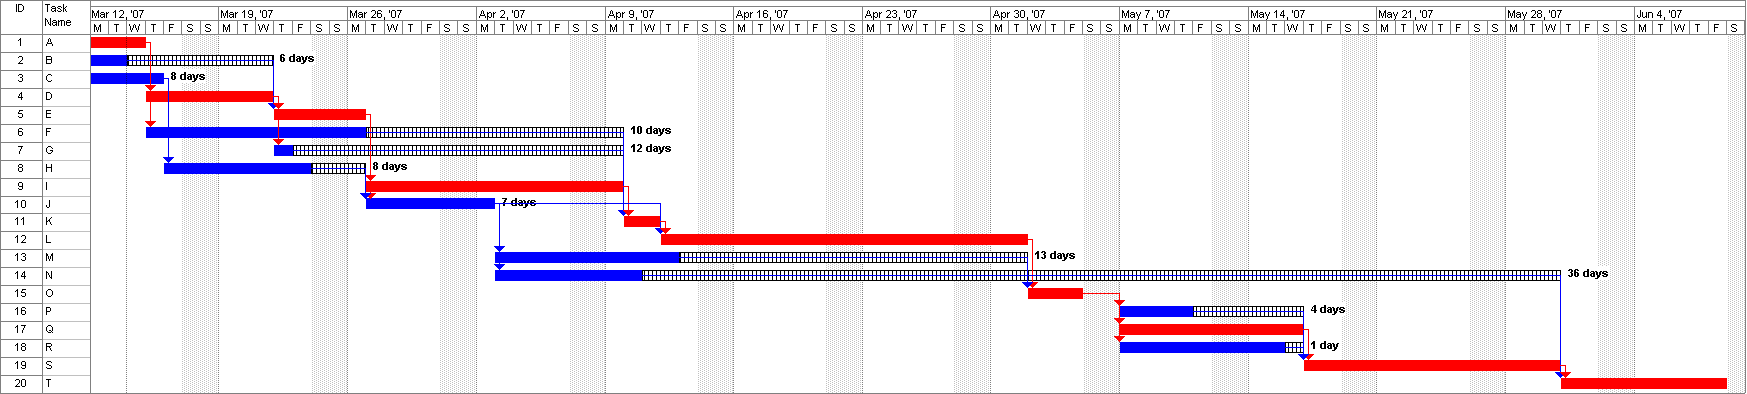 ID Task Name Mar 12, '07 Mar 19, '07 Mar 26, '07 Apr 2, '07 Apr 9, '07 Apr 16, '07 Apr 23, '07 Apr 30, '07 May 7, '07 May 14, '07 May 21, '07 May 28, '07 Jun 4, '07
M T W T F S S M T W T F S S M T W T F S S M T W T F S S M T W T F S S M T W T F S S M T W T F S S M T W T F S S M T W T F S S M T W T F S S M T W T F S S M T W T F S S M T W T F S
1 A
2 B 6 days
3 C 8 days
4 D
5 E
6 F 10 days
7 G 12 days
8 H 8 days
9 I
10 J 7 days
11 K
12 L
13 M 13 days
14 N 36 days
15 O
16 P 4 days
17 Q
18 R 1 day
19 S
20 T